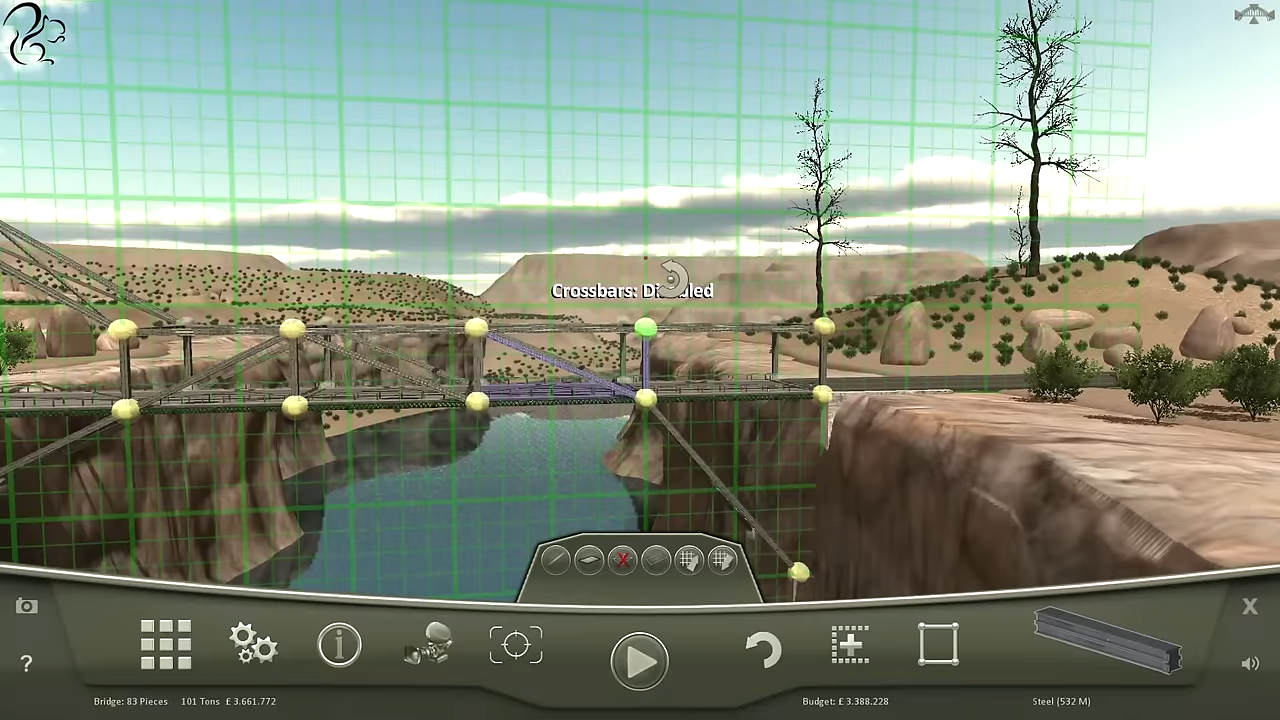 Crossbars: Disabled
Bridge: 83 Pieces 101 Tons £ 3.661.772
Budget: £ 3.388.228
Steel (532 M)